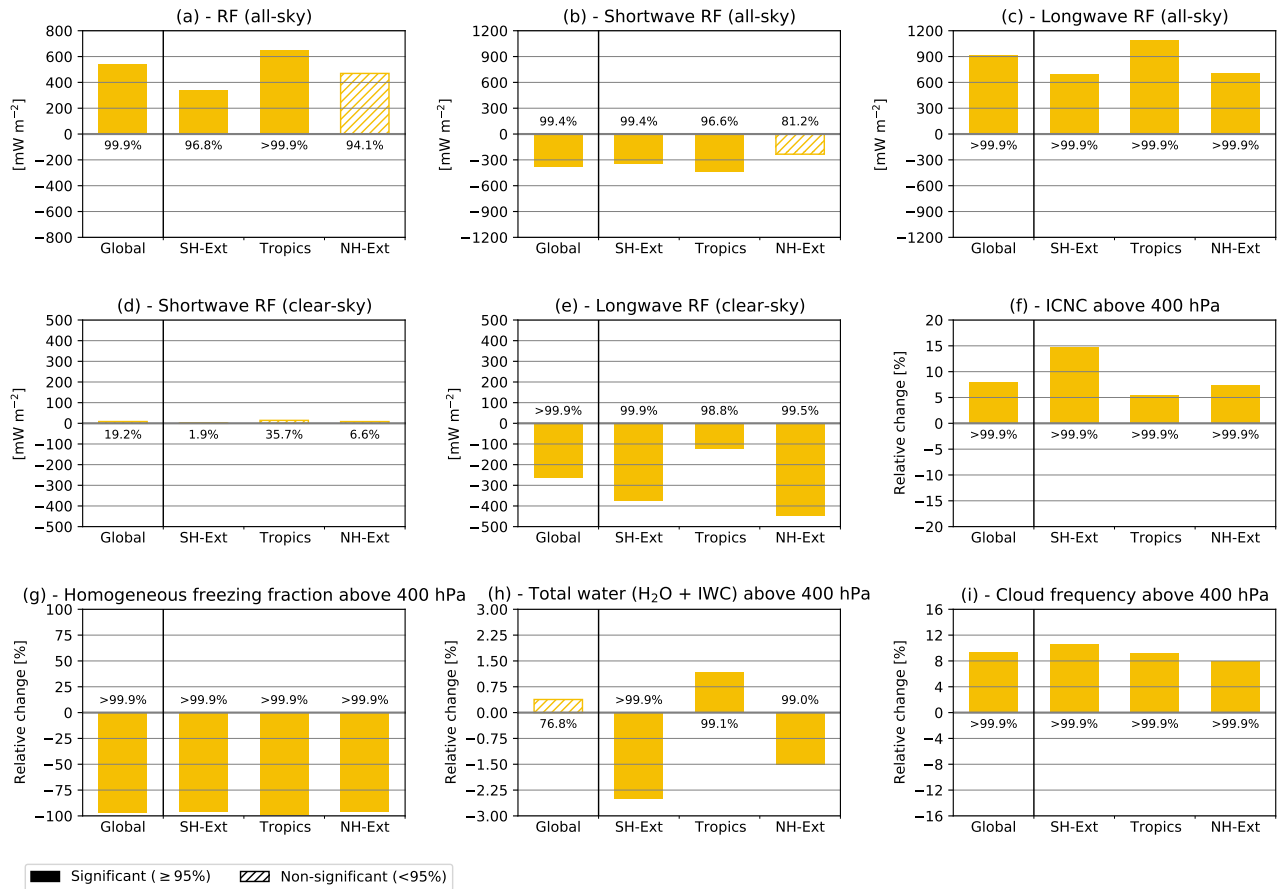 (a) - RF (all-sky)
[mW m−2]
800
600
400
200
0
−200
−400
−600
−800
99.9% 96.8% >99.9% 94.1%
Global SH-Ext Tropics NH-Ext
(b) - Shortwave RF (all-sky)
[mW m−2]
1200
900
600
300
0
−300
−600
−900
−1200
99.4% 99.4% 96.6% 81.2%
Global SH-Ext Tropics NH-Ext
(c) - Longwave RF (all-sky)
[mW m−2]
1200
900
600
300
0
−300
−600
−900
−1200
>99.9% >99.9% >99.9% >99.9%
Global SH-Ext Tropics NH-Ext
(d) - Shortwave RF (clear-sky)
[mW m−2]
500
400
300
200
100
0
−100
−200
−300
−400
−500
19.2% 1.9% 35.7% 6.6%
Global SH-Ext Tropics NH-Ext
(e) - Longwave RF (clear-sky)
[mW m−2]
500
400
300
200
100
0
−100
−200
−300
−400
−500
>99.9% 99.9% 98.8% 99.5%
Global SH-Ext Tropics NH-Ext
(f) - ICNC above 400 hPa
Relative change [%]
20
15
10
5
0
−5
−10
−15
−20
>99.9% >99.9% >99.9% >99.9%
Global SH-Ext Tropics NH-Ext
(g) - Homogeneous freezing fraction above 400 hPa
Relative change [%]
100
75
50
25
0
−25
−50
−75
−100
>99.9% >99.9% >99.9% >99.9%
Global SH-Ext Tropics NH-Ext
(h) - Total water (H2O + IWC) above 400 hPa
Relative change [%]
3.00
2.25
1.50
0.75
0.00
−0.75
−1.50
−2.25
−3.00
76.8% >99.9% 99.1% 99.0%
Global SH-Ext Tropics NH-Ext
(i) - Cloud frequency above 400 hPa
Relative change [%]
16
12
8
4
0
−4
−8
−12
−16
>99.9% >99.9% >99.9% >99.9%
Global SH-Ext Tropics NH-Ext
Significant (≥ 95%) Non-significant (<95%)